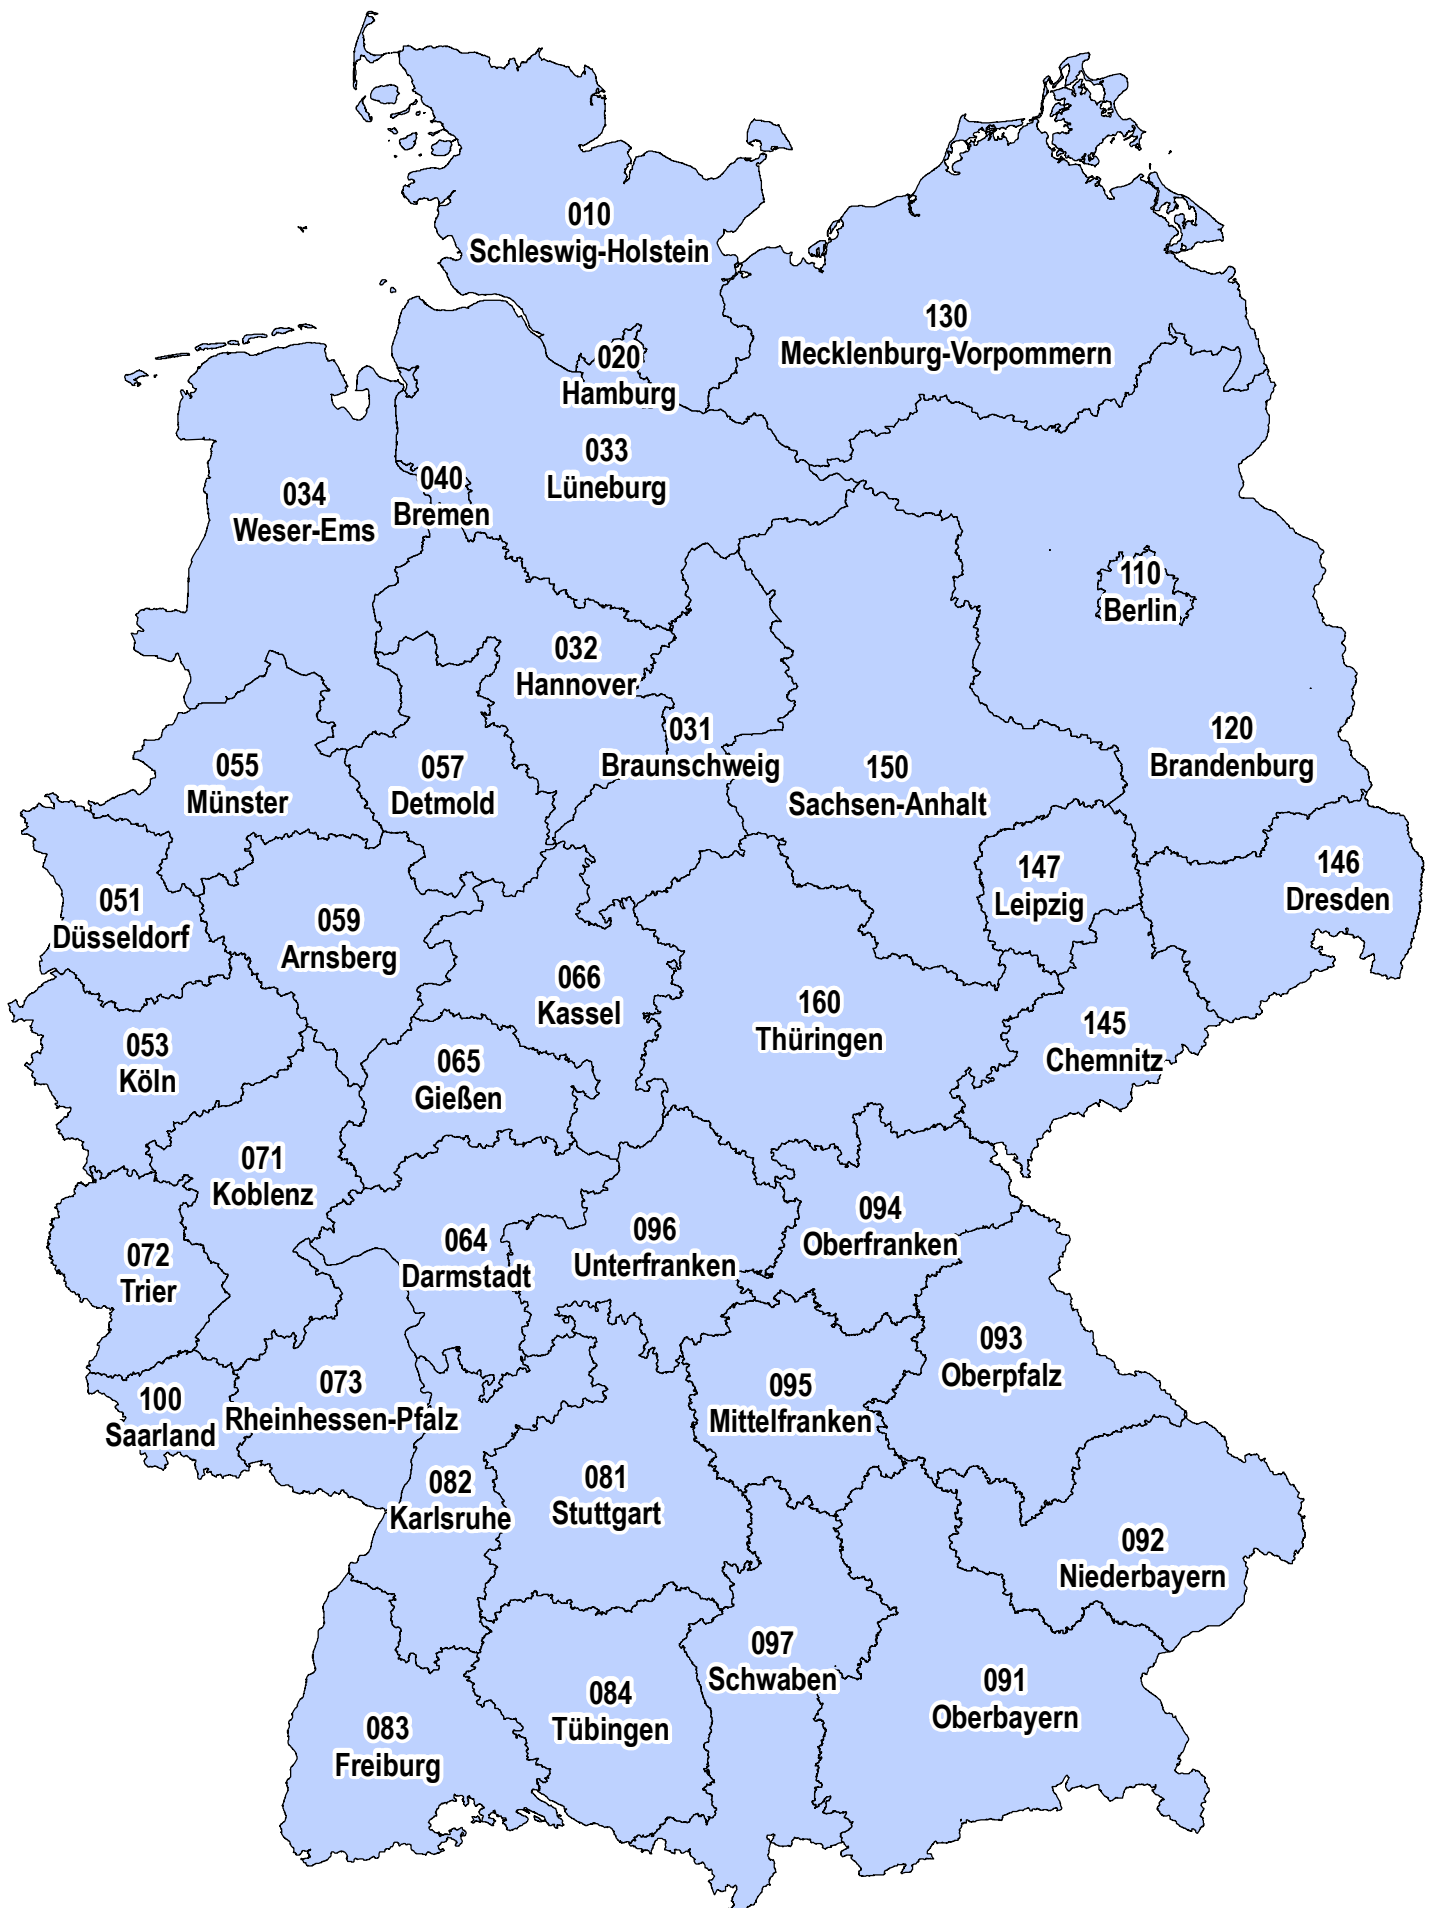 010
Schleswig-Holstein
130
Mecklenburg-Vorpommern
020
Hamburg
033
Lüneburg
040
Bremen
034
Weser-Ems
110
Berlin
032
Hannover
031
Braunschweig
120
Brandenburg
055
Münster
057
Detmold
150
Sachsen-Anhalt
147
Leipzig
146
Dresden
051
Düsseldorf
059
Arnsberg
066
Kassel
160
Thüringen
145
Chemnitz
053
Köln
065
Gießen
071
Koblenz
094
Oberfranken
096
Unterfranken
064
Darmstadt
072
Trier
093
Oberpfalz
100
Saarland
073
Rheinhessen-Pfalz
095
Mittelfranken
082
Karlsruhe
081
Stuttgart
092
Niederbayern
097
Schwaben
091
Oberbayern
084
Tübingen
083
Freiburg